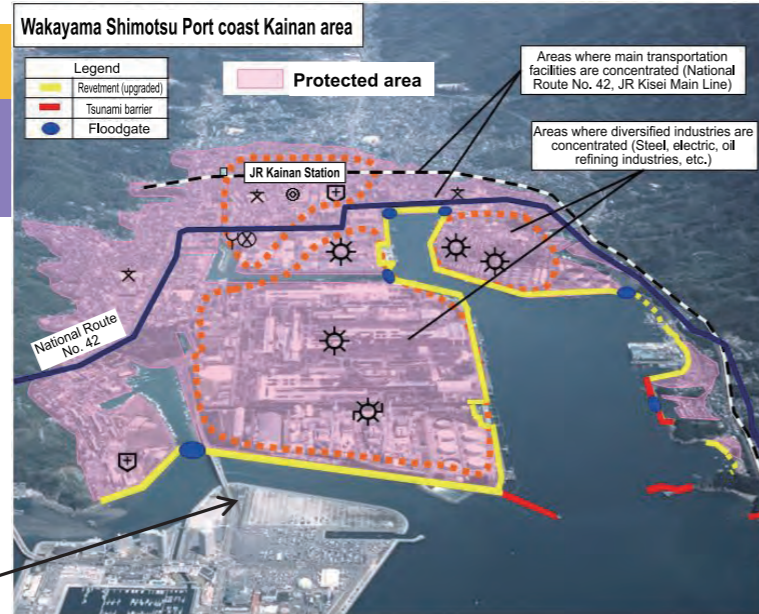 Wakayama Shimotsu Port coast Kainan area
Legend
Revetment (upgraded)
Tsunami barrier
Floodgate
Protected area
Areas where main transportation
facilities are concentrated (National
Route No. 42, JR Kisei Main Line)
Areas where diversified industries are
concentrated (Steel, electric, oil
refining industries, etc.)
JR Kainan Station
National Route
No. 42